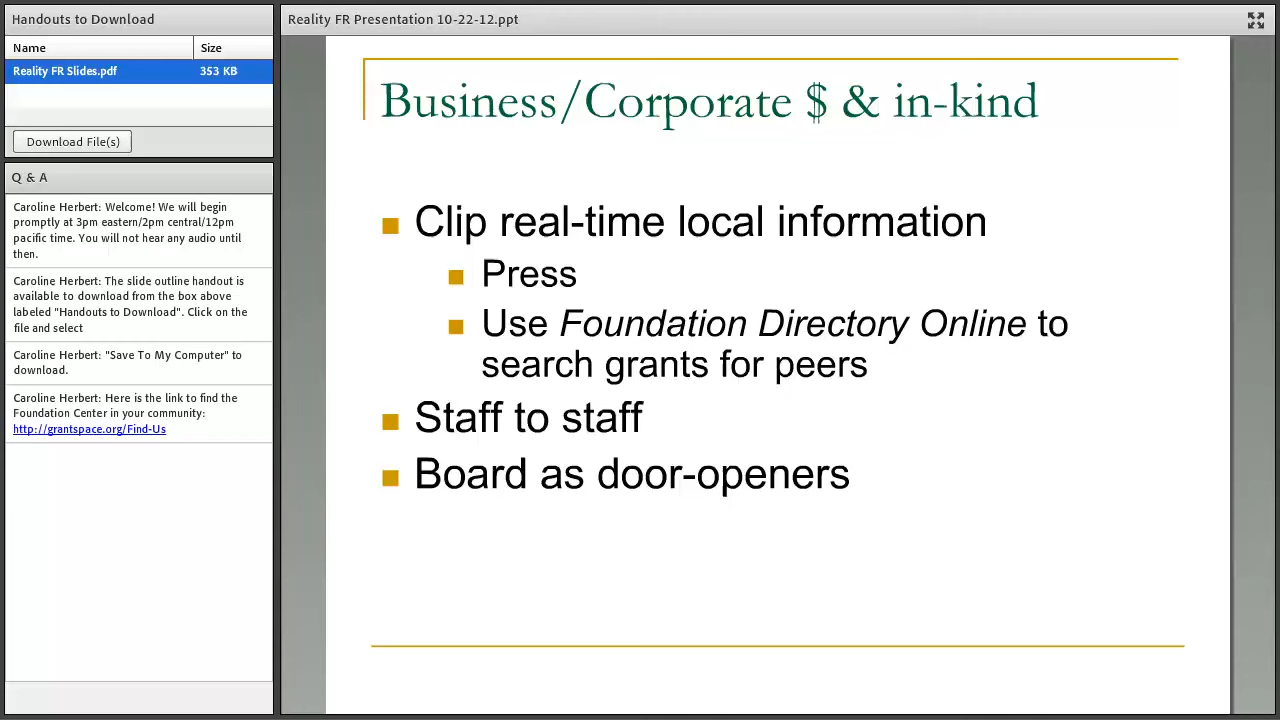 Handouts to Download
Name Size
Reality FR Slides.pdf 353 KB
Download File(s)
Q & A
Caroline Herbert: Welcome! We will begin
promptly at 3pm eastern/2pm central/12pm
pacific time. You will not hear any audio until
then.
Caroline Herbert: The slide outline handout is
available to download from the box above
labeled "Handouts to Download". Click on the
file and select
Caroline Herbert: "Save To My Computer" to
download.
Caroline Herbert: Here is the link to find the
Foundation Center in your community:
http://grantspace.org/Find-Us
Reality FR Presentation 10-22-12.ppt
Business/Corporate $ & in-kind
Clip real-time local information
Press
Use Foundation Directory Online to
search grants for peers
Staff to staff
Board as door-openers